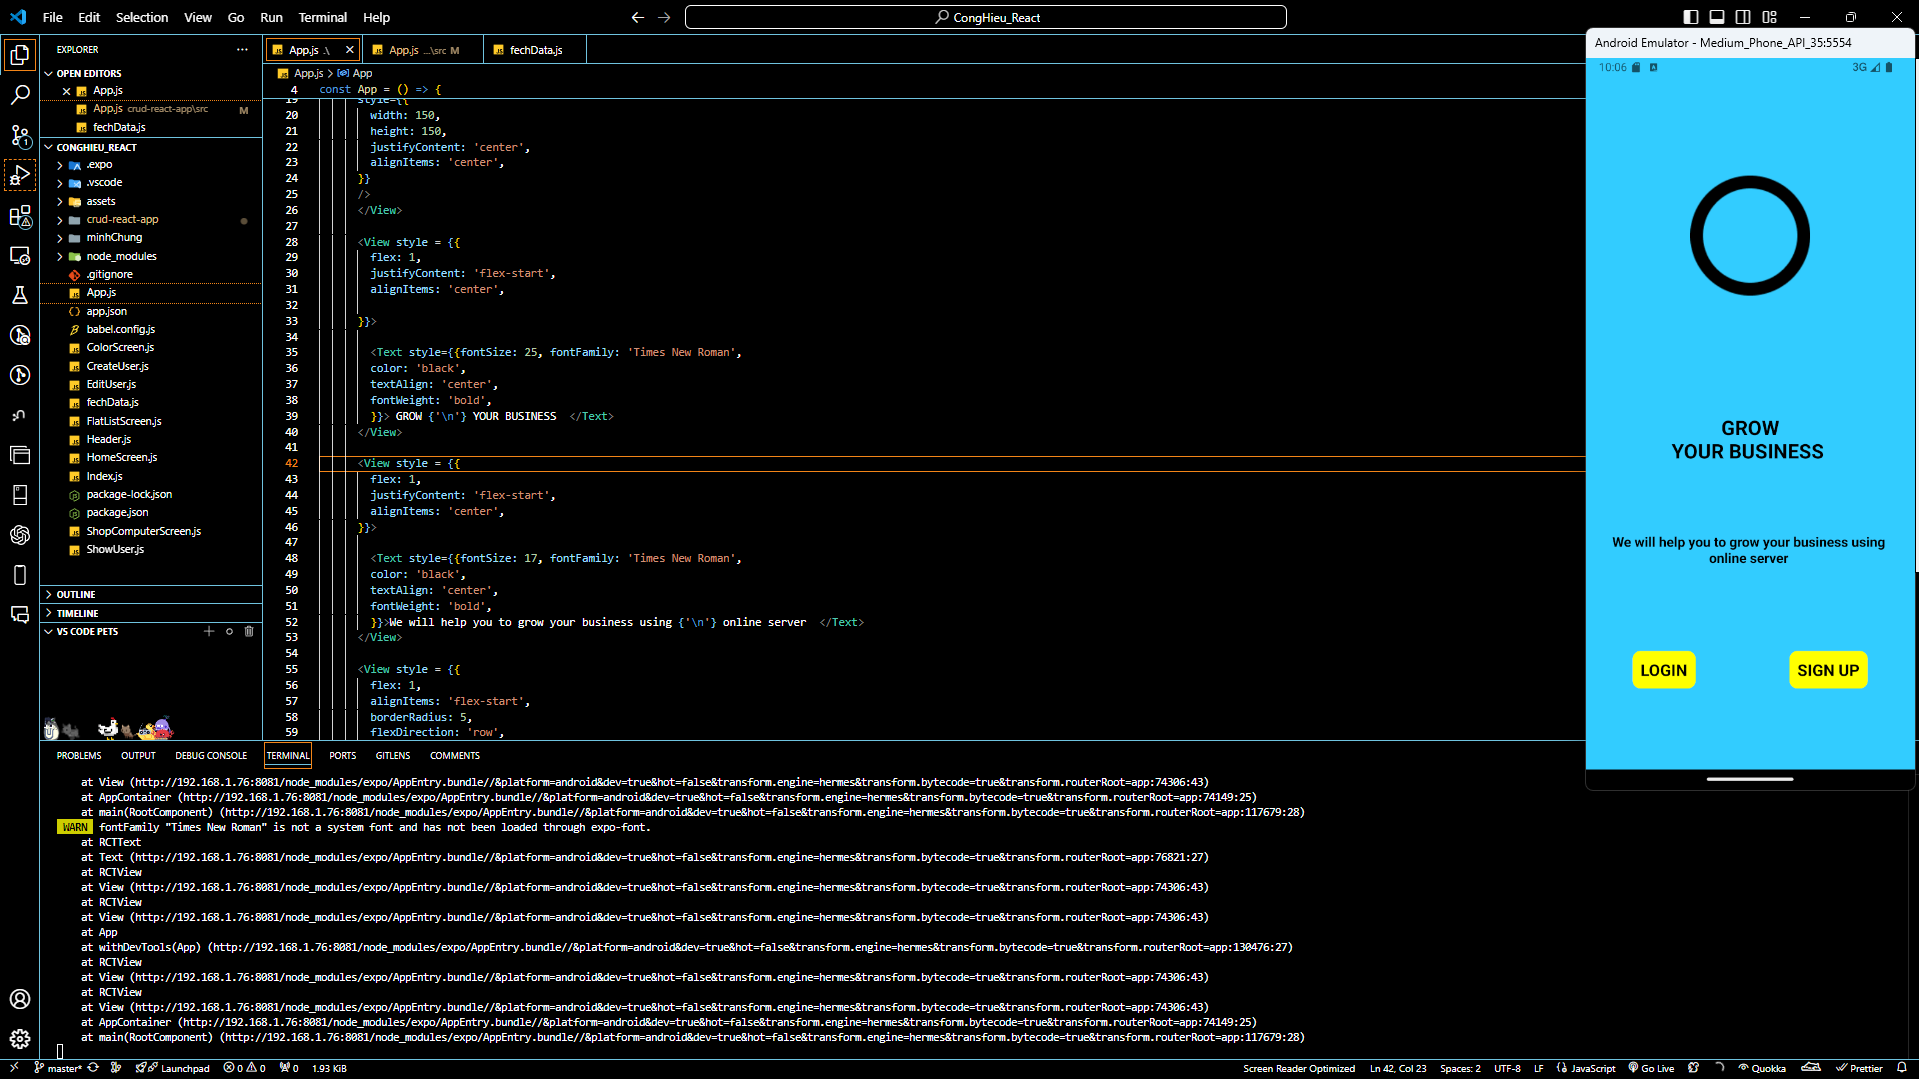 File Edit Selection View Go Run Terminal Help
CongHieu_React
EXPLORER
OPEN EDITORS
App.js
App.js crud-react-app\src M
fechData.js
CONGHIEU_REACT
.expo
.vscode
assets
crud-react-app
minhChung
node_modules
.gitignore
App.js
app.json
babel.config.js
ColorScreen.js
CreateUser.js
EditUser.js
fechData.js
FlatListScreen.js
Header.js
HomeScreen.js
Index.js
package-lock.json
package.json
ShopComputerScreen.js
ShowUser.js
OUTLINE
TIMELINE
VS CODE PETS
App.js .\
App.js ...\src M
fechData.js
App.js > App
4 const App = () => {
19 style={{
20 width: 150,
21 height: 150,
22 justifyContent: 'center',
23 alignItems: 'center',
24 }}
25 />
26 </View>
27
28 <View style = {{
29 flex: 1,
30 justifyContent: 'flex-start',
31 alignItems: 'center',
32
33 }}>
34
35 <Text style={{fontSize: 25, fontFamily: 'Times New Roman',
36 color: 'black',
37 textAlign: 'center',
38 fontWeight: 'bold',
39 }}> GROW {'\n'} YOUR BUSINESS </Text>
40 </View>
41
42 <View style = {{
43 flex: 1,
44 justifyContent: 'flex-start',
45 alignItems: 'center',
46 }}>
47
48 <Text style={{fontSize: 17, fontFamily: 'Times New Roman',
49 color: 'black',
50 textAlign: 'center',
51 fontWeight: 'bold',
52 }}>We will help you to grow your business using {'\n'} online server </Text>
53 </View>
54
55 <View style = {{
56 flex: 1,
57 alignItems: 'flex-start',
58 borderRadius: 5,
59 flexDirection: 'row',
Android Emulator - Medium_Phone_API_35:5554
10:06
3G
GROW
YOUR BUSINESS
We will help you to grow your business using
online server
LOGIN
SIGN UP
PROBLEMS OUTPUT DEBUG CONSOLE TERMINAL PORTS GITLENS COMMENTS
at View (http://192.168.1.76:8081/node_modules/expo/AppEntry.bundle//&platform=android&dev=true&hot=false&transform.engine=hermes&transform.bytecode=true&transform.routerRoot=app:74306:43)
at AppContainer (http://192.168.1.76:8081/node_modules/expo/AppEntry.bundle//&platform=android&dev=true&hot=false&transform.engine=hermes&transform.bytecode=true&transform.routerRoot=app:74149:25)
at main(RootComponent) (http://192.168.1.76:8081/node_modules/expo/AppEntry.bundle//&platform=android&dev=true&hot=false&transform.engine=hermes&transform.bytecode=true&transform.routerRoot=app:117679:28)
WARN fontFamily "Times New Roman" is not a system font and has not been loaded through expo-font.
at RCTText
at Text (http://192.168.1.76:8081/node_modules/expo/AppEntry.bundle//&platform=android&dev=true&hot=false&transform.engine=hermes&transform.bytecode=true&transform.routerRoot=app:76821:27)
at RCTView
at View (http://192.168.1.76:8081/node_modules/expo/AppEntry.bundle//&platform=android&dev=true&hot=false&transform.engine=hermes&transform.bytecode=true&transform.routerRoot=app:74306:43)
at RCTView
at View (http://192.168.1.76:8081/node_modules/expo/AppEntry.bundle//&platform=android&dev=true&hot=false&transform.engine=hermes&transform.bytecode=true&transform.routerRoot=app:74306:43)
at App
at withDevTools(App) (http://192.168.1.76:8081/node_modules/expo/AppEntry.bundle//&platform=android&dev=true&hot=false&transform.engine=hermes&transform.bytecode=true&transform.routerRoot=app:130476:27)
at RCTView
at View (http://192.168.1.76:8081/node_modules/expo/AppEntry.bundle//&platform=android&dev=true&hot=false&transform.engine=hermes&transform.bytecode=true&transform.routerRoot=app:74306:43)
at RCTView
at View (http://192.168.1.76:8081/node_modules/expo/AppEntry.bundle//&platform=android&dev=true&hot=false&transform.engine=hermes&transform.bytecode=true&transform.routerRoot=app:74306:43)
at AppContainer (http://192.168.1.76:8081/node_modules/expo/AppEntry.bundle//&platform=android&dev=true&hot=false&transform.engine=hermes&transform.bytecode=true&transform.routerRoot=app:74149:25)
at main(RootComponent) (http://192.168.1.76:8081/node_modules/expo/AppEntry.bundle//&platform=android&dev=true&hot=false&transform.engine=hermes&transform.bytecode=true&transform.routerRoot=app:117679:28)
master* Launchpad 0 0 0 1.93 KiB Screen Reader Optimized Ln 42, Col 23 Spaces: 2 UTF-8 LF JavaScript Go Live Quokka Prettier